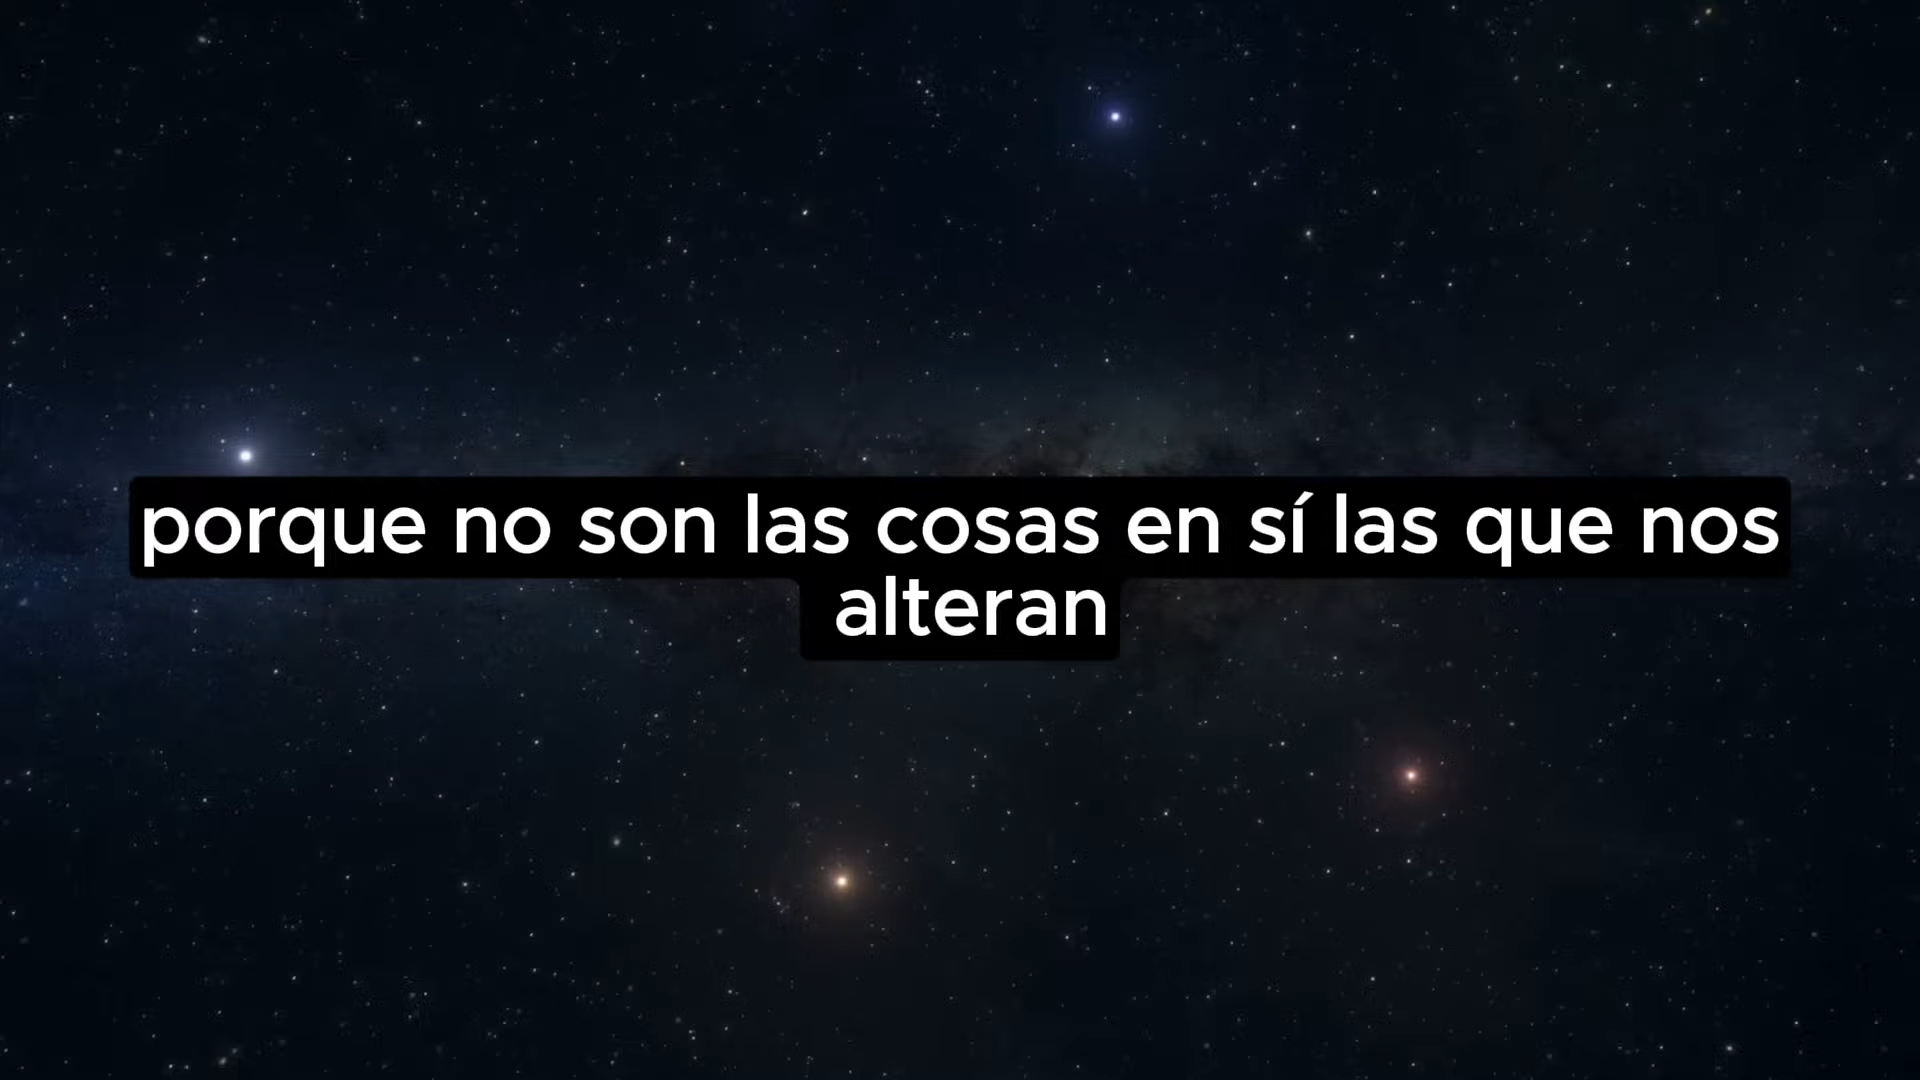 porque no son las cosas en sí las que nos
alteran